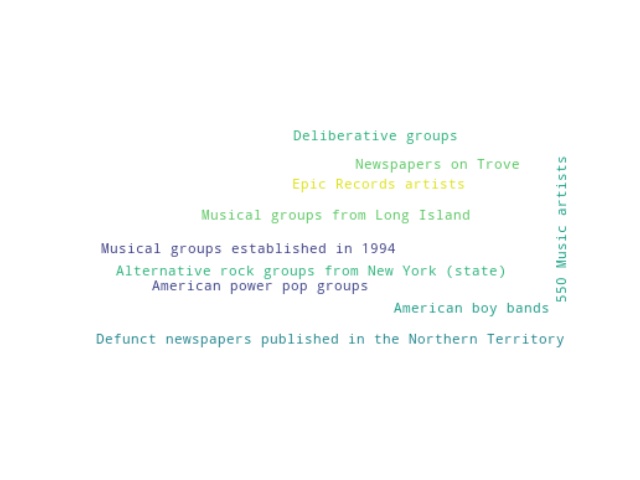 Deliberative groups
Newspapers on Trove
Epic Records artists
Musical groups from Long Island
Musical groups established in 1994
Alternative rock groups from New York (state)
American power pop groups
American boy bands
Defunct newspapers published in the Northern Territory
550 Music artists